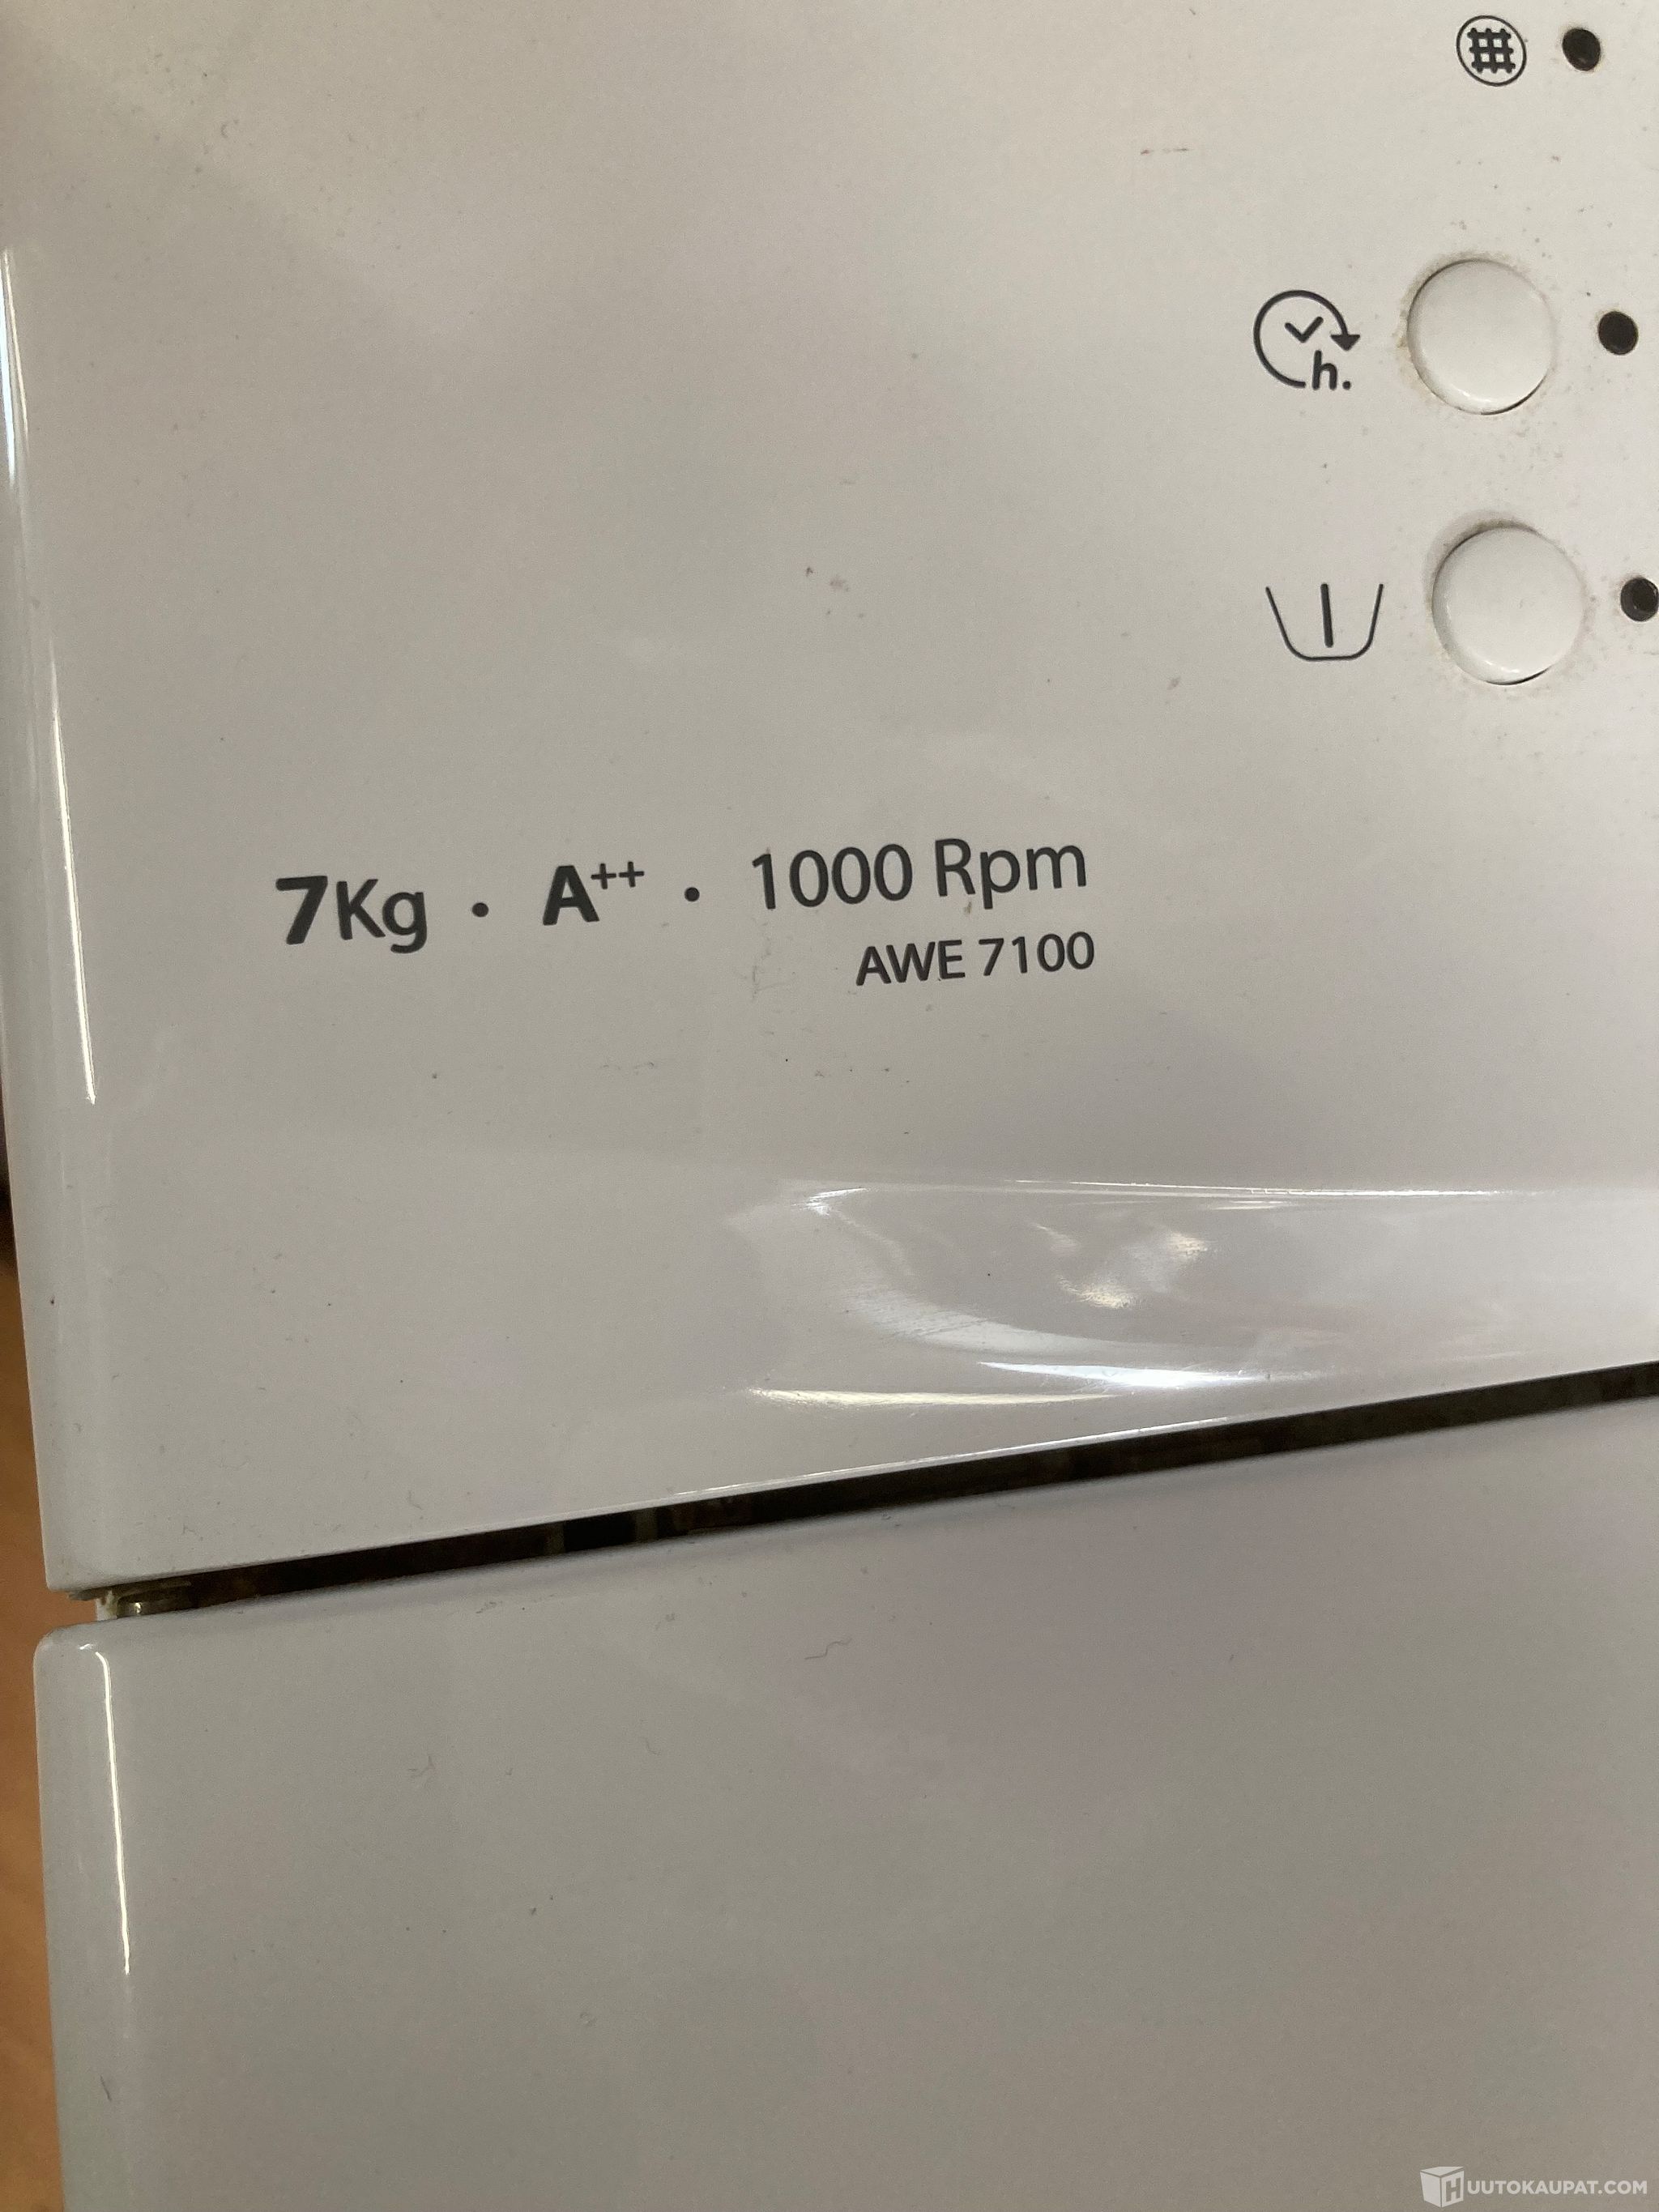 h.
7Kg · A++ · 1000 Rpm
AWE 7100
HUUTOKAUPAT.COM